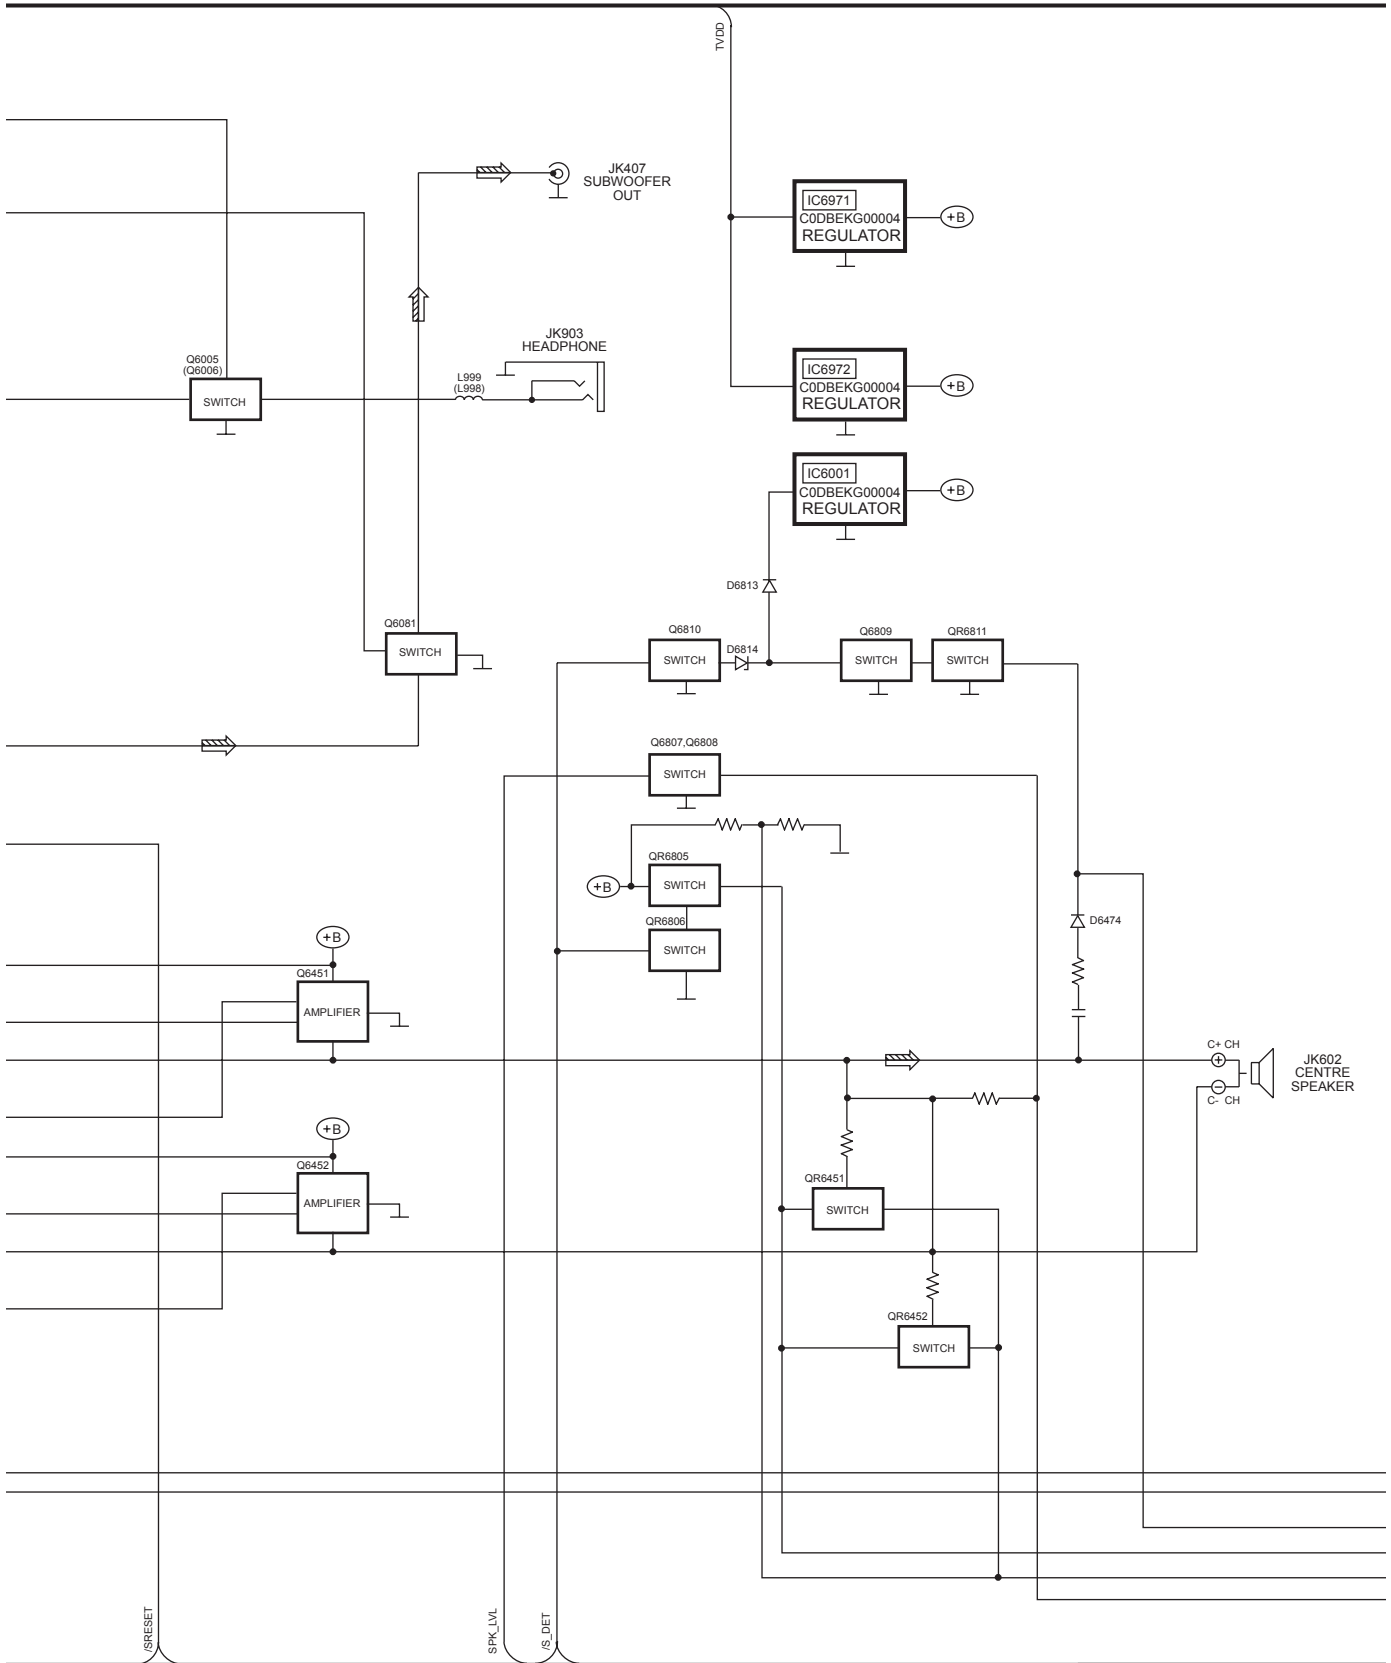 TVDD
JK407
SUBWOOFER
OUT
IC6971
C0DBEKG00004
REGULATOR
+B
JK903
HEADPHONE
Q6005
(Q6006)
SWITCH
L999
(L998)
IC6972
C0DBEKG00004
REGULATOR
+B
IC6001
C0DBEKG00004
REGULATOR
+B
D6813
Q6081
SWITCH
Q6810
SWITCH
D6814
Q6809
SWITCH
QR6811
SWITCH
Q6807,Q6808
SWITCH
QR6805
+B
SWITCH
QR6806
SWITCH
D6474
+B
Q6451
AMPLIFIER
C+ CH
+
−
C- CH
JK602
CENTRE
SPEAKER
+B
Q6452
AMPLIFIER
QR6451
SWITCH
QR6452
SWITCH
/SRESET
SPK_LVL
/S_DET